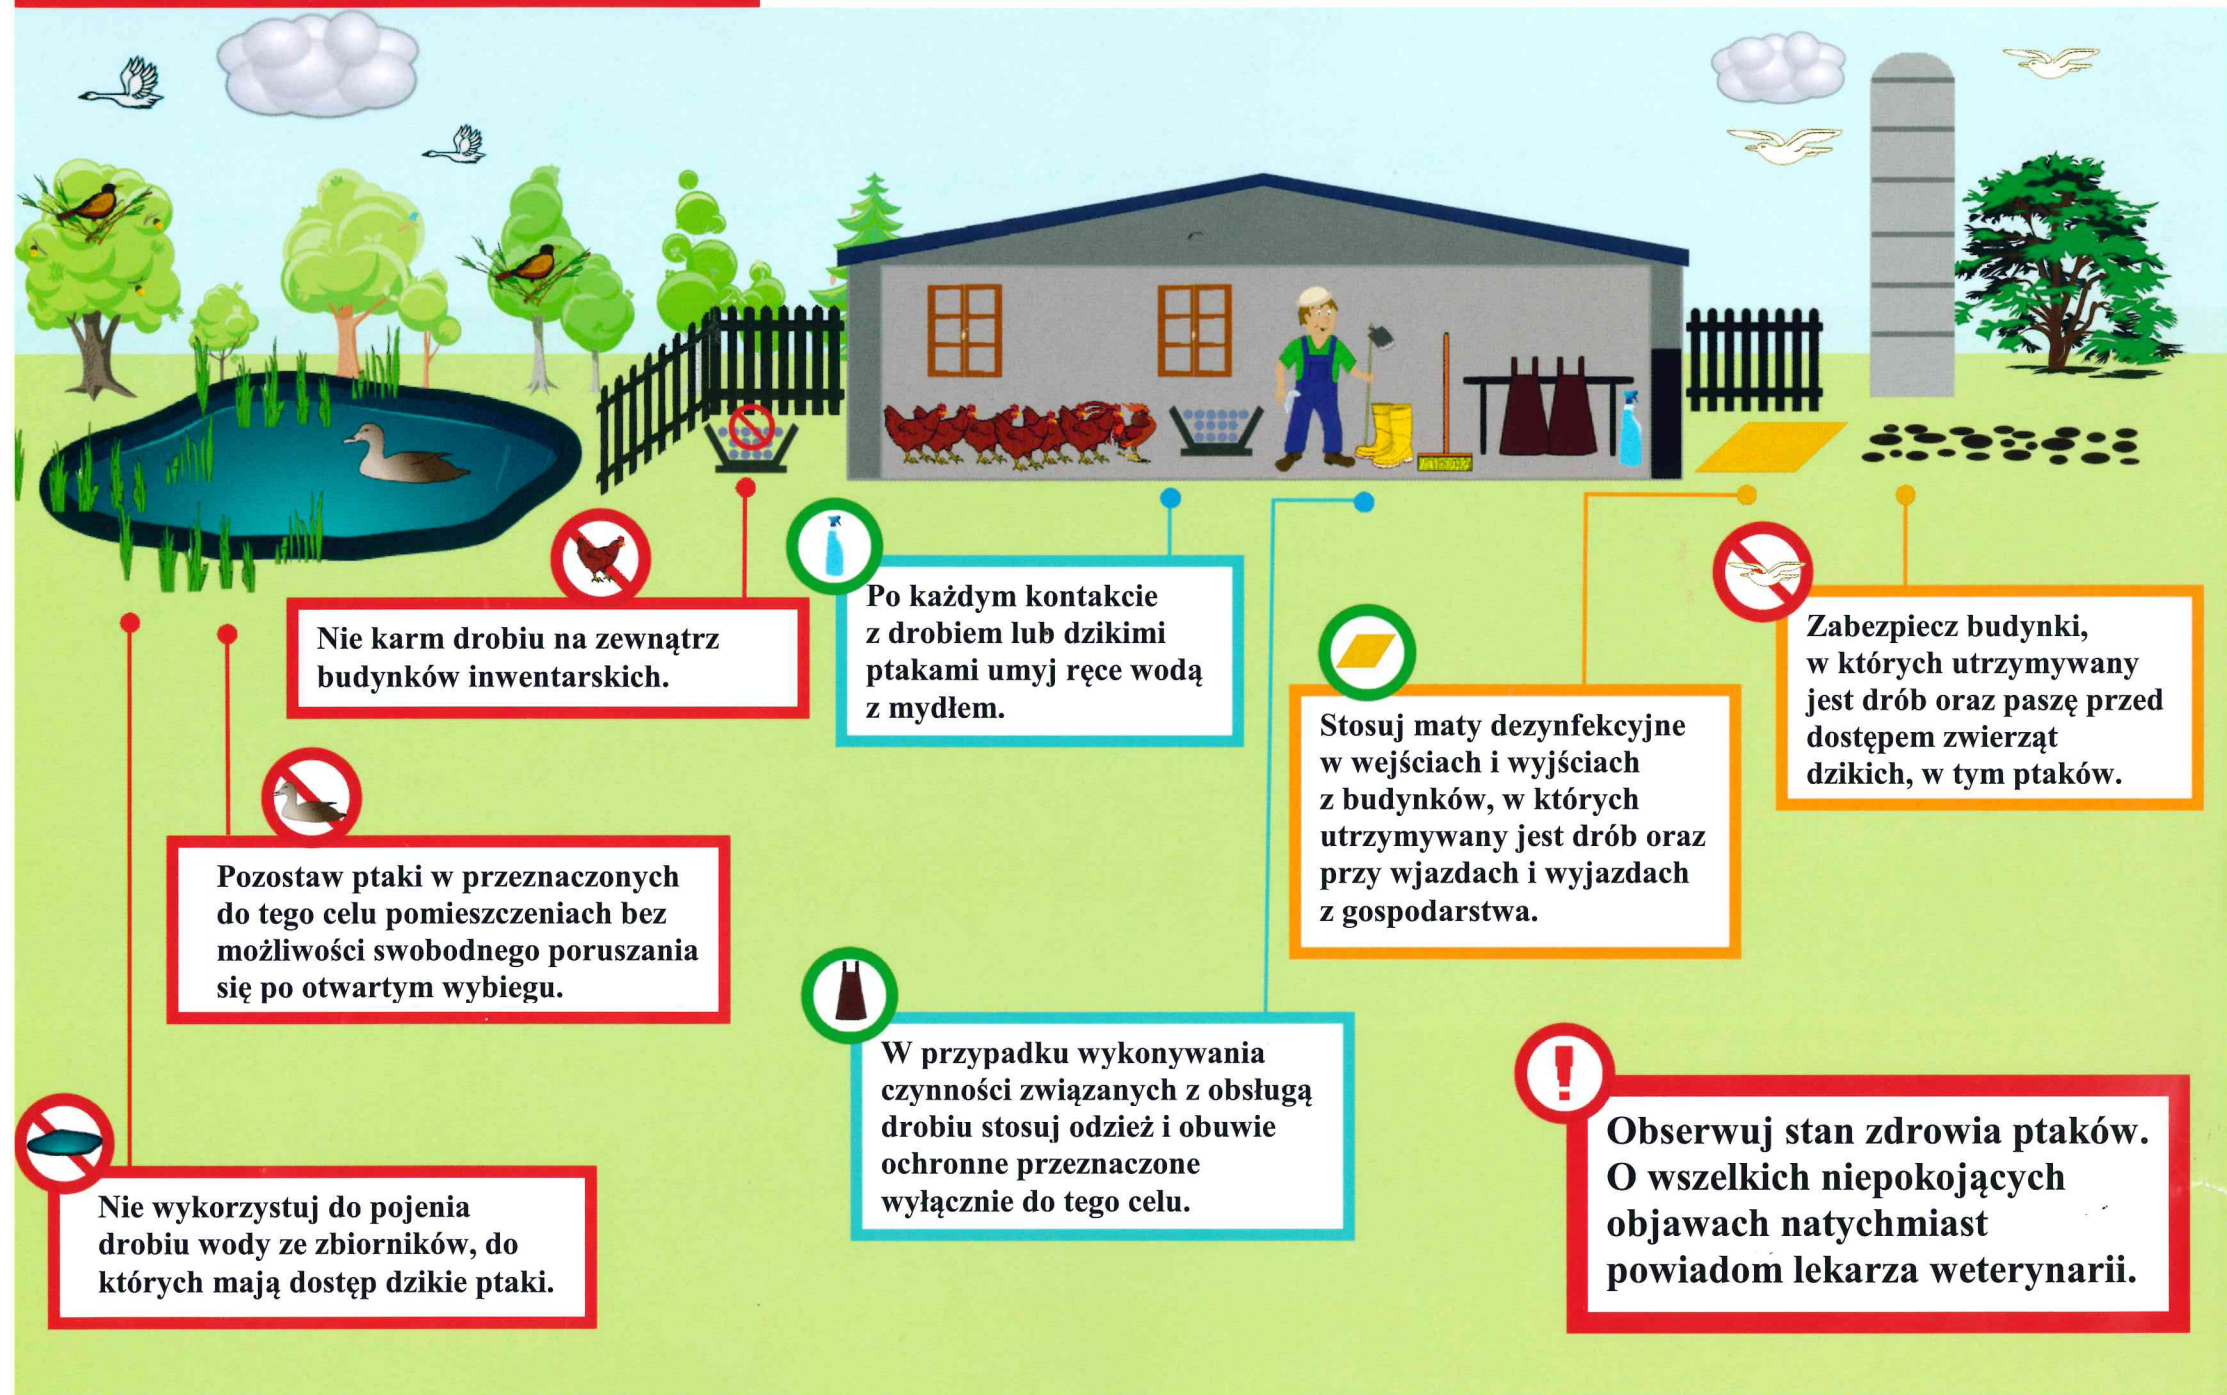 Nie karm drobiu na zewnątrz
budynków inwentarskich.
Po każdym kontakcie
z drobiem lub dzikimi
ptakami umyj ręce wodą
z mydłem.
Zabezpiecz budynki,
w których utrzymywany
jest drób oraz paszę przed
dostępem zwierząt
dzikich, w tym ptaków.
Stosuj maty dezynfekcyjne
w wejściach i wyjściach
z budynków, w których
utrzymywany jest drób oraz
przy wjazdach i wyjazdach
z gospodarstwa.
Pozostaw ptaki w przeznaczonych
do tego celu pomieszczeniach bez
możliwości swobodnego poruszania
się po otwartym wybiegu.
W przypadku wykonywania
czynności związanych z obsługą
drobiu stosuj odzież i obuwie
ochronne przeznaczone
wyłącznie do tego celu.
Nie wykorzystuj do pojenia
drobiu wody ze zbiorników, do
których mają dostęp dzikie ptaki.
!
Obserwuj stan zdrowia ptaków.
O wszelkich niepokojących
objawach natychmiast
powiadom lekarza weterynarii.